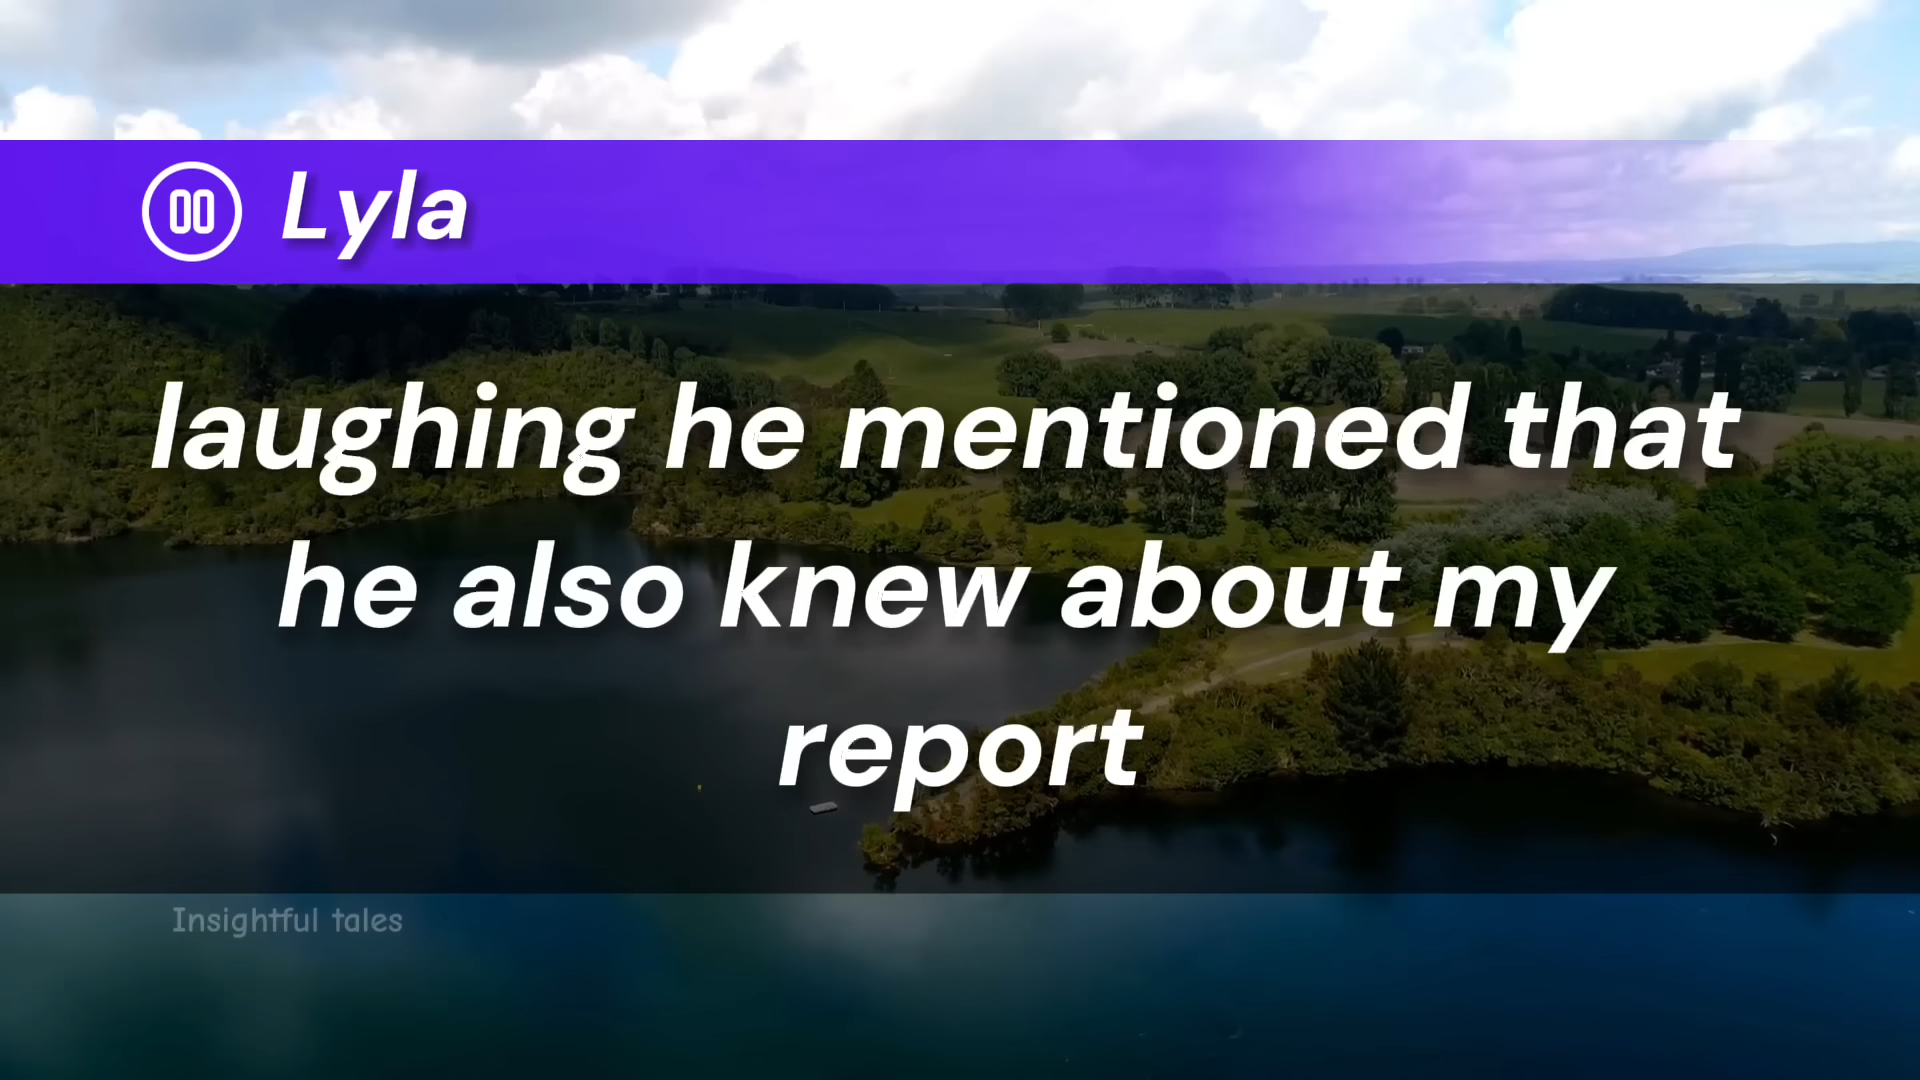 Lyla
laughing he mentioned that
he also knew about my
report
Insightful tales